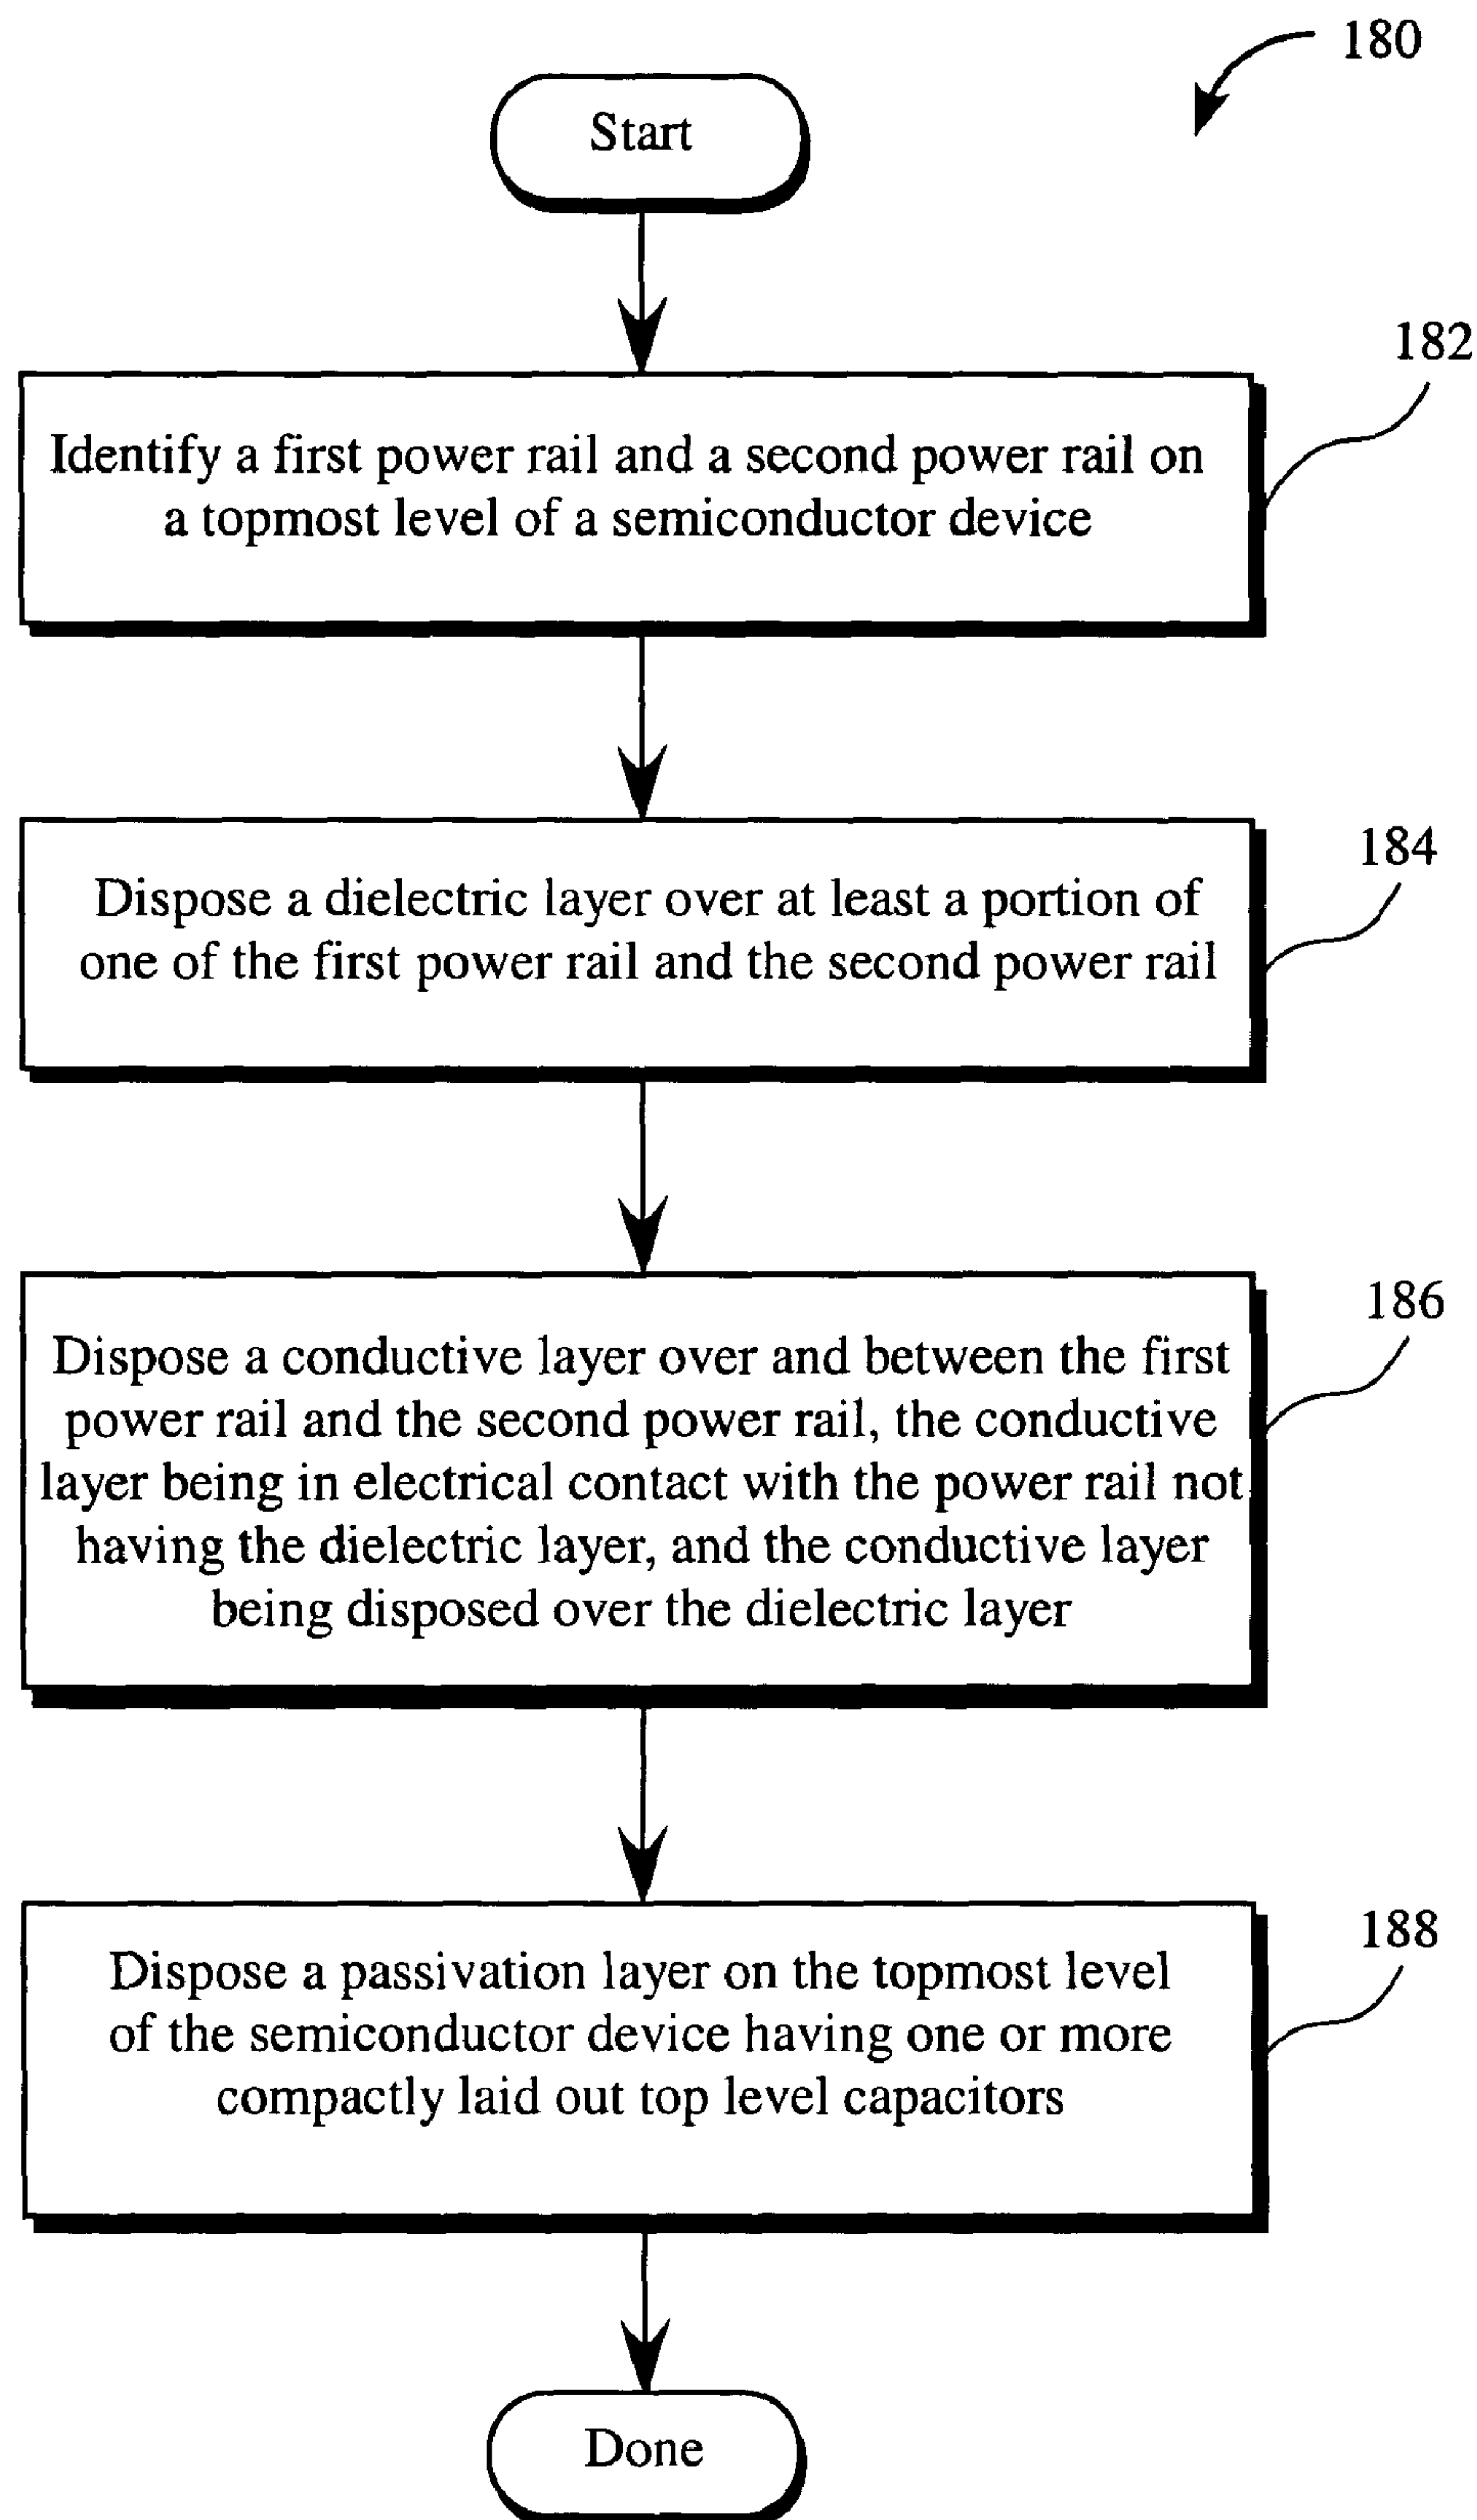 180
Start
182
Identify a first power rail and a second power rail on
a topmost level of a semiconductor device
184
Dispose a dielectric layer over at least a portion of
one of the first power rail and the second power rail
186
Dispose a conductive layer over and between the first
power rail and the second power rail, the conductive
layer being in electrical contact with the power rail not
having the dielectric layer, and the conductive layer
being disposed over the dielectric layer
188
Dispose a passivation layer on the topmost level
of the semiconductor device having one or more
compactly laid out top level capacitors
Done